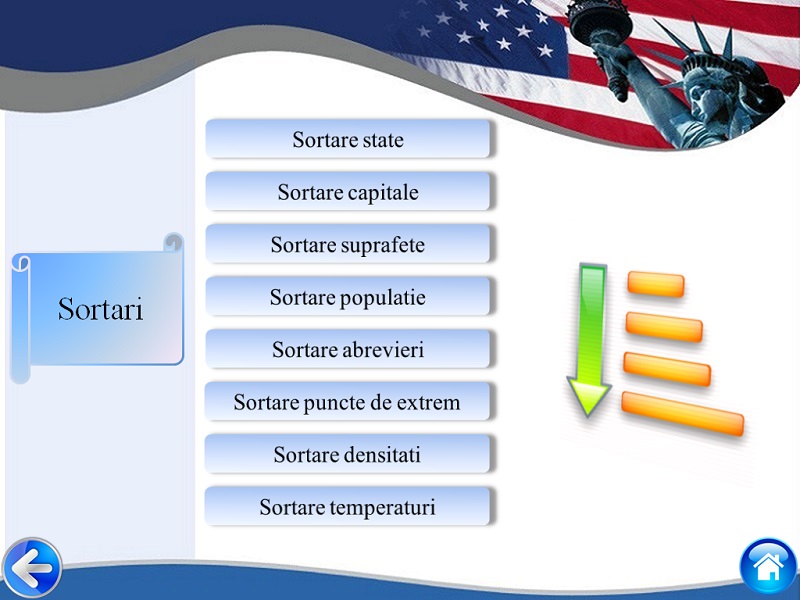 Sortare state
Sortare capitale
Sortare suprafete
Sortare populatie
Sortari
Sortare abrevieri
Sortare puncte de extrem
Sortare densitati
Sortare temperaturi